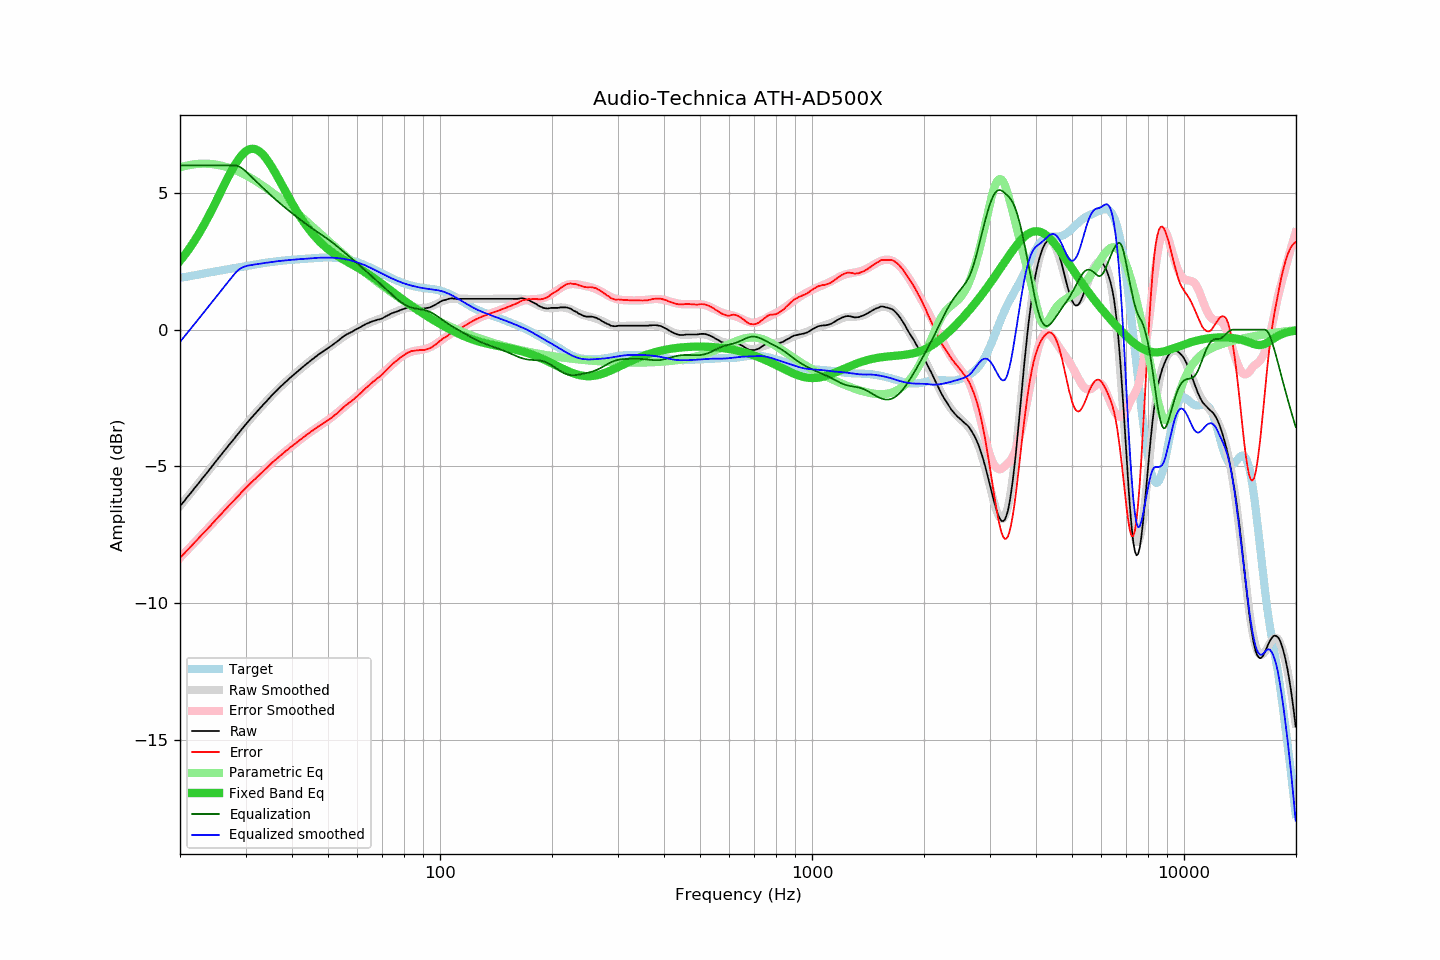 Audio-Technica ATH-AD500X
5
0
−5
−10
−15
Amplitude (dBr)
Target
Raw Smoothed
Error Smoothed
Raw
Error
Parametric Eq
Fixed Band Eq
Equalization
Equalized smoothed
100
1000
10000
Frequency (Hz)